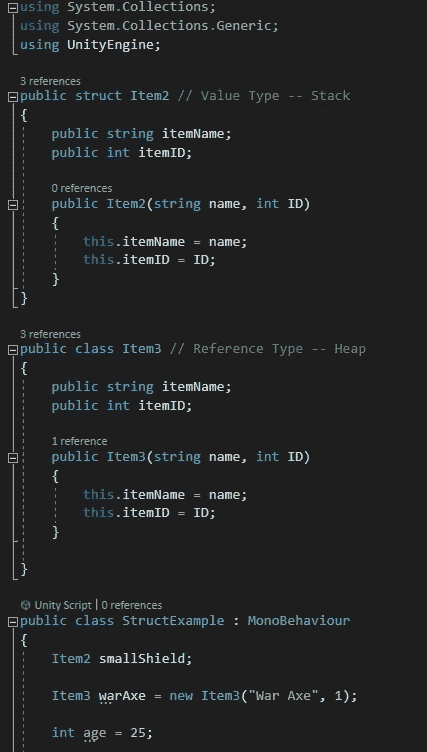 using System.Collections;
using System.Collections.Generic;
using UnityEngine;
3 references
public struct Item2 // Value Type -- Stack
{
public string itemName;
public int itemID;
0 references
public Item2(string name, int ID)
{
this.itemName = name;
this.itemID = ID;
}
}
3 references
public class Item3 // Reference Type -- Heap
{
public string itemName;
public int itemID;
1 reference
public Item3(string name, int ID)
{
this.itemName = name;
this.itemID = ID;
}
}
Unity Script | 0 references
public class StructExample : MonoBehaviour
{
Item2 smallShield;
Item3 warAxe = new Item3("War Axe", 1);
int age = 25;